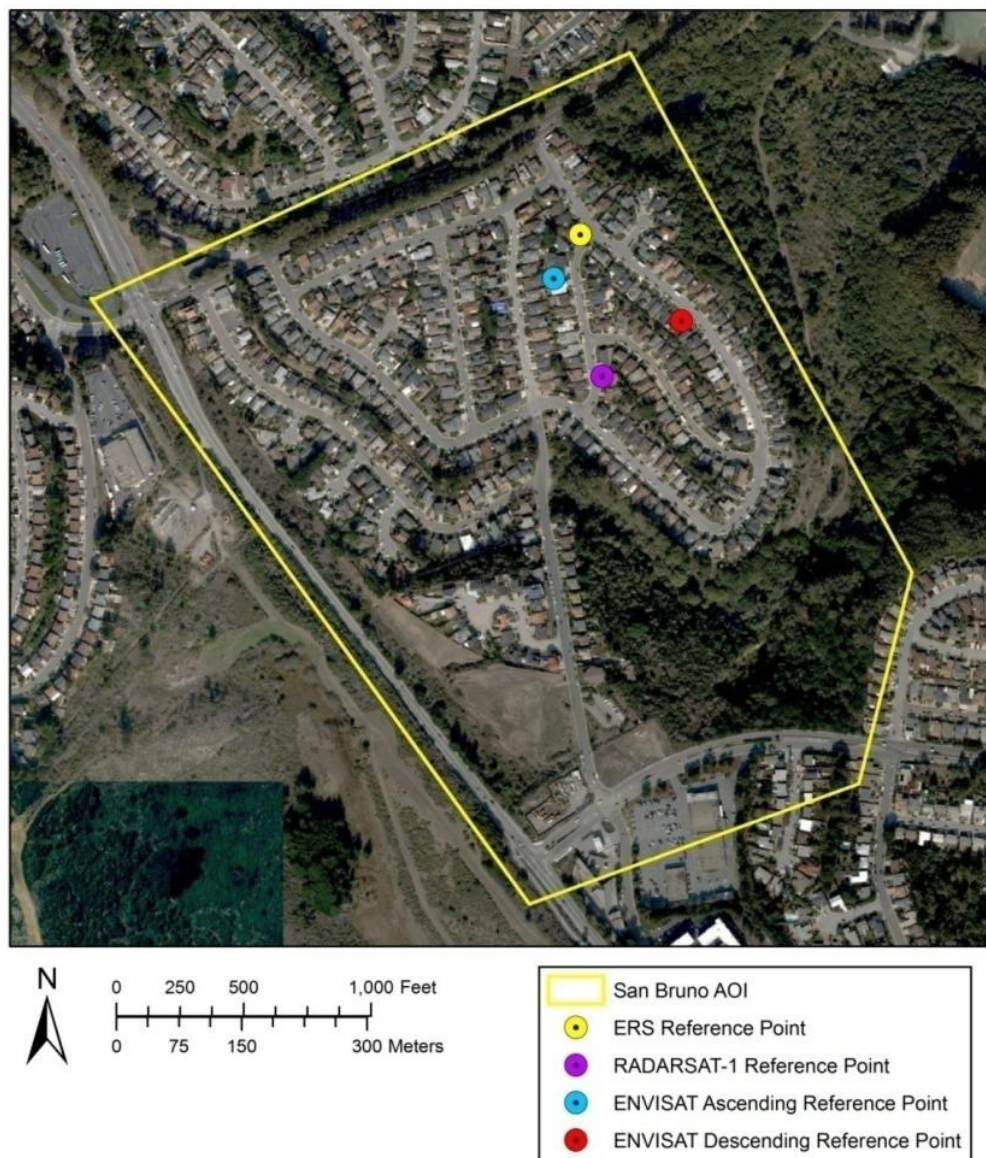 N
0 250 500 1,000 Feet
0 75 150 300 Meters
San Bruno AOI
ERS Reference Point
RADARSAT-1 Reference Point
ENVISAT Ascending Reference Point
ENVISAT Descending Reference Point